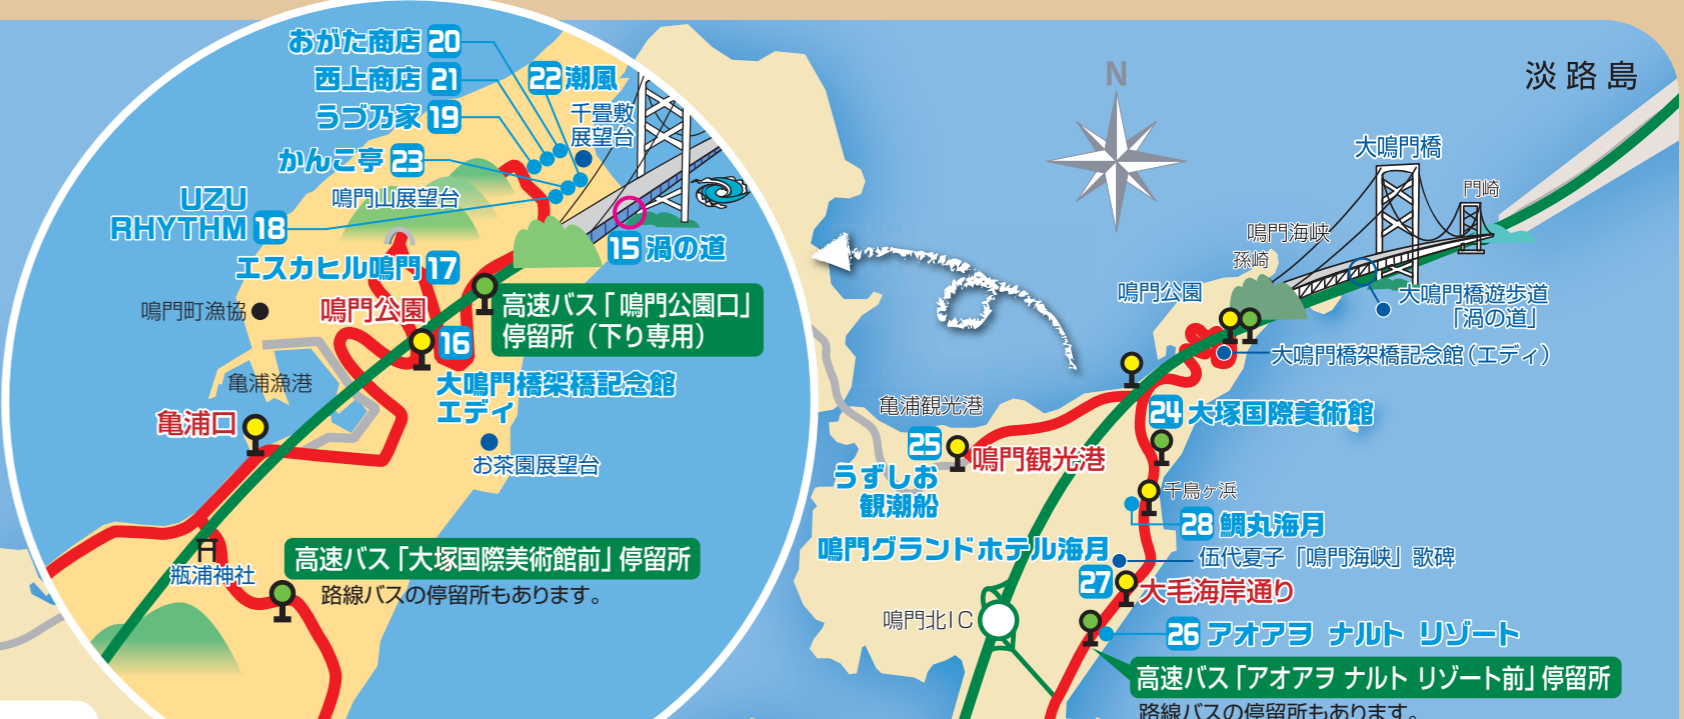 おがた商店 20
西上商店 21
22 潮風
うづ乃家 19
千畳敷
展望台
かんこ亭 23
鳴門山展望台
UZU
RHYTHM 18
15 渦の道
エスカヒル鳴門 17
鳴門町漁協
鳴門公園
高速バス「鳴門公園口」
停留所（下り専用）
16
大鳴門橋架橋記念館
エディ
亀浦漁港
亀浦口
お茶園展望台
瓶浦神社
高速バス「大塚国際美術館前」停留所
路線バスの停留所もあります。
N
淡路島
大鳴門橋
門崎
鳴門海峡
孫崎
鳴門公園
大鳴門橋遊歩道
「渦の道」
大鳴門橋架橋記念館（エディ）
亀浦観光港
24 大塚国際美術館
25
うずしお
観潮船
鳴門観光港
千鳥ヶ浜
28 鯛丸海月
鳴門グランドホテル海月
27
伍代夏子「鳴門海峡」歌碑
大毛海岸通り
鳴門北IC
26 アオアヲ ナルト リゾート
高速バス「アオアヲ ナルト リゾート前」停留所
路線バスの停留所もあります。